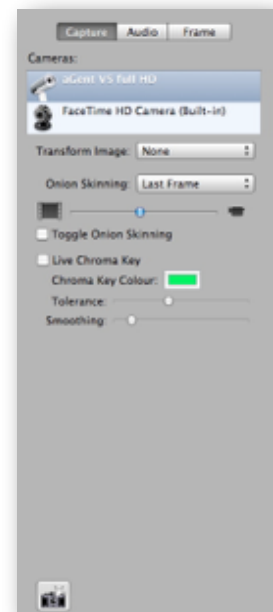 Capture Audio Frame
Cameras:
aGent V5 full HD
FaceTime HD Camera (Built-in)
Transform Image: None
Onion Skinning: Last Frame
Toggle Onion Skinning
Live Chroma Key
Chroma Key Colour:
Tolerance:
Smoothing: